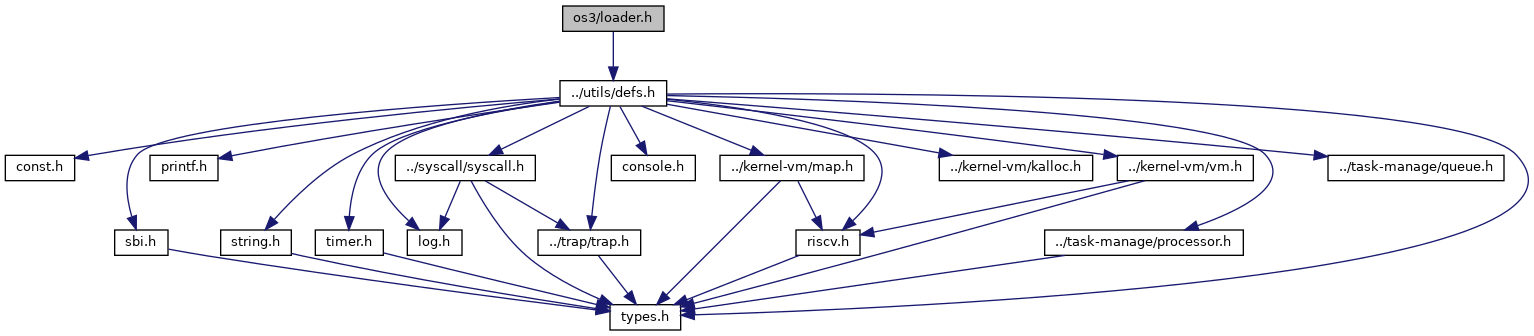 os3/loader.h
../utils/defs.h
const.h
printf.h
../syscall/syscall.h
console.h
../kernel-vm/map.h
../kernel-vm/kalloc.h
../kernel-vm/vm.h
../task-manage/queue.h
sbi.h
string.h
timer.h
log.h
../trap/trap.h
riscv.h
../task-manage/processor.h
types.h